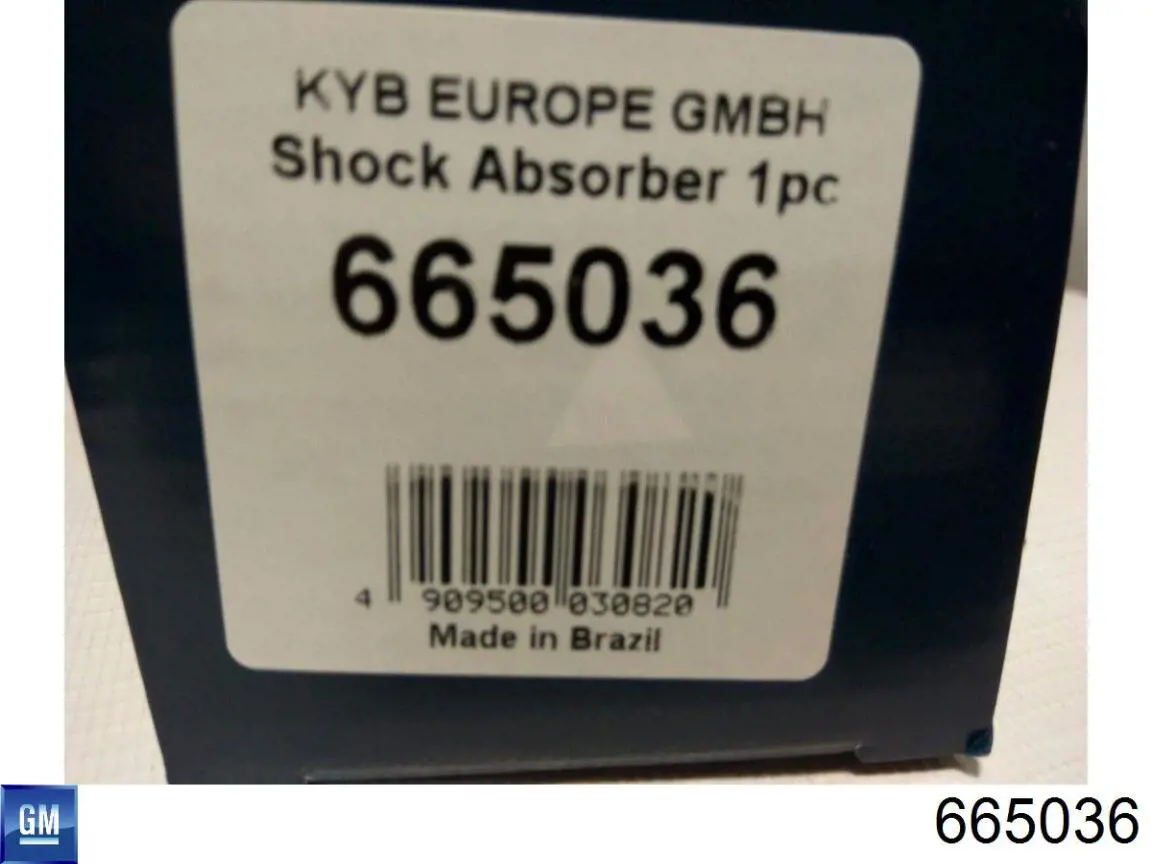 KYB EUROPE GMBH
Shock Absorber 1pc
665036
4 909500 030820
Made in Brazil
GM
665036